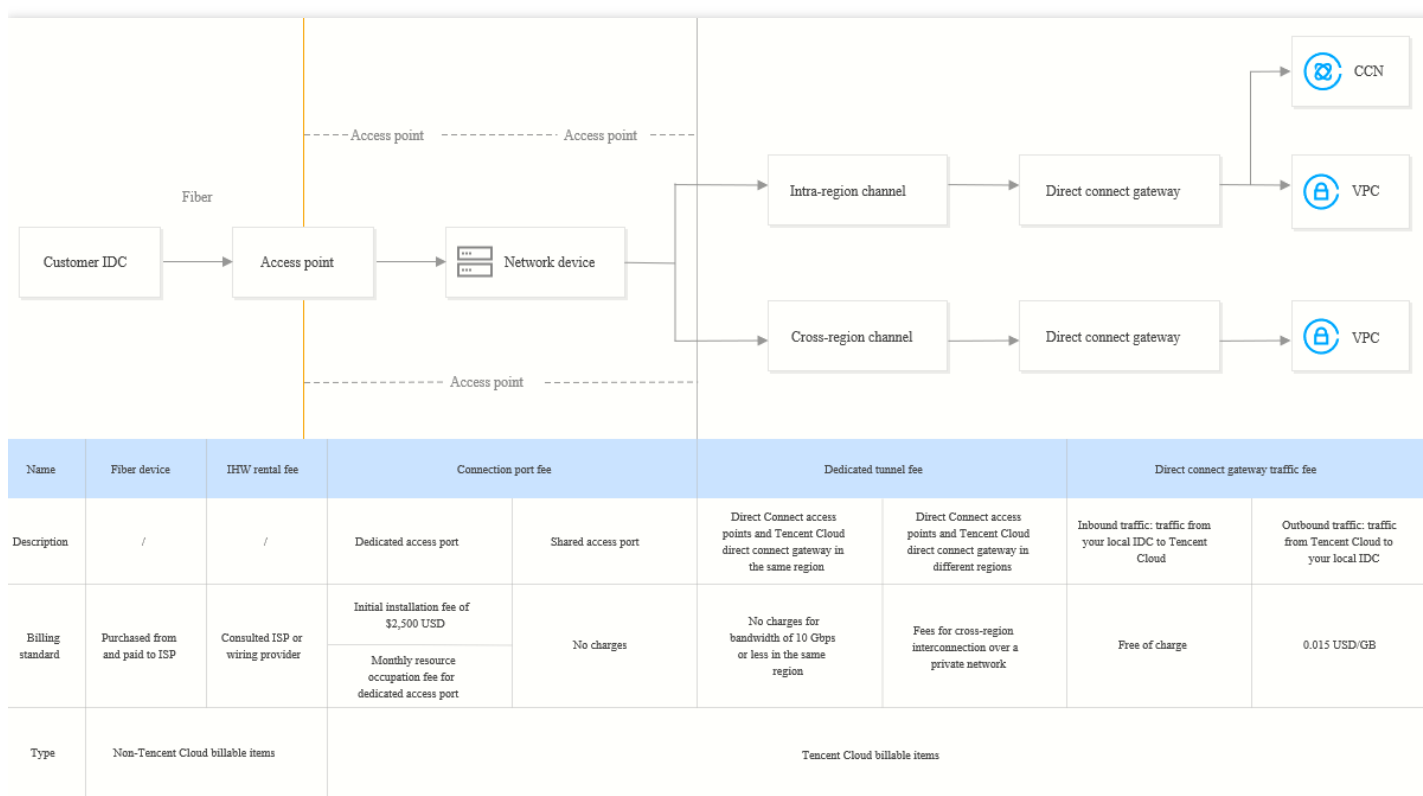 CCN
Access point
Access point
Fiber
Intra-region channel
Direct connect gateway
VPC
Customer IDC
Access point
Network device
Cross-region channel
Direct connect gateway
VPC
Access point
Name
Fiber device
IHW rental fee
Connection port fee
Dedicated tunnel fee
Direct connect gateway traffic fee
Description
/
/
Dedicated access port
Shared access port
Direct Connect access
points and Tencent Cloud
direct connect gateway in
the same region
Direct Connect access
points and Tencent Cloud
direct connect gateway in
different regions
Inbound traffic: traffic from
your local IDC to Tencent
Cloud
Outbound traffic: traffic
from Tencent Cloud to
your local IDC
Billing
standard
Purchased from
and paid to ISP
Consulted ISP or
wiring provider
Initial installation fee of
$2,500 USD
Monthly resource
occupation fee for
dedicated access port
No charges
No charges for
bandwidth of 10 Gbps
or less in the same
region
Fees for cross-region
interconnection over a
private network
Free of charge
0.015 USD/GB
Type
Non-Tencent Cloud billable items
Tencent Cloud billable items